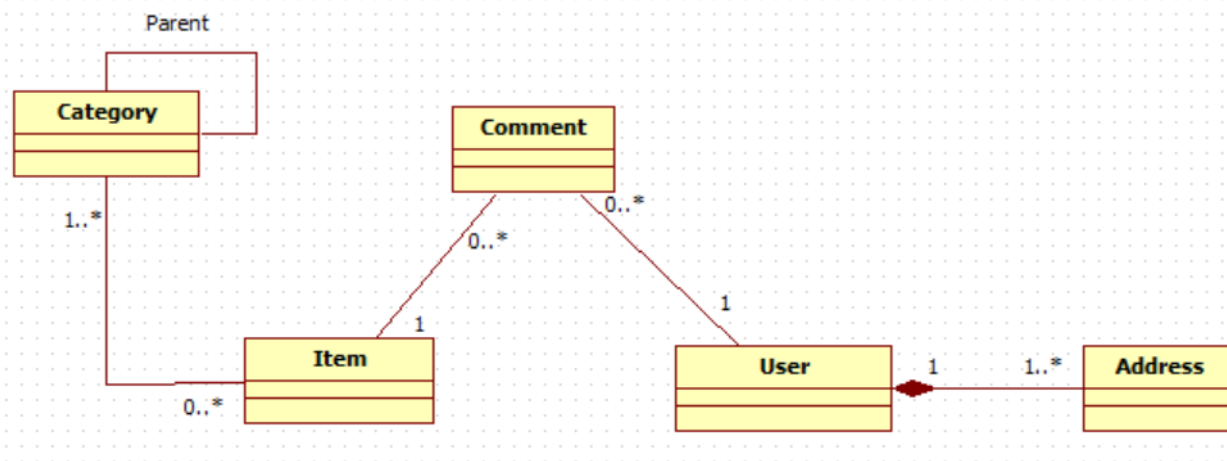 Parent
Category
Comment
1..*
0..*
0..*
1
1
Item
User
1
1..*
Address
0..*